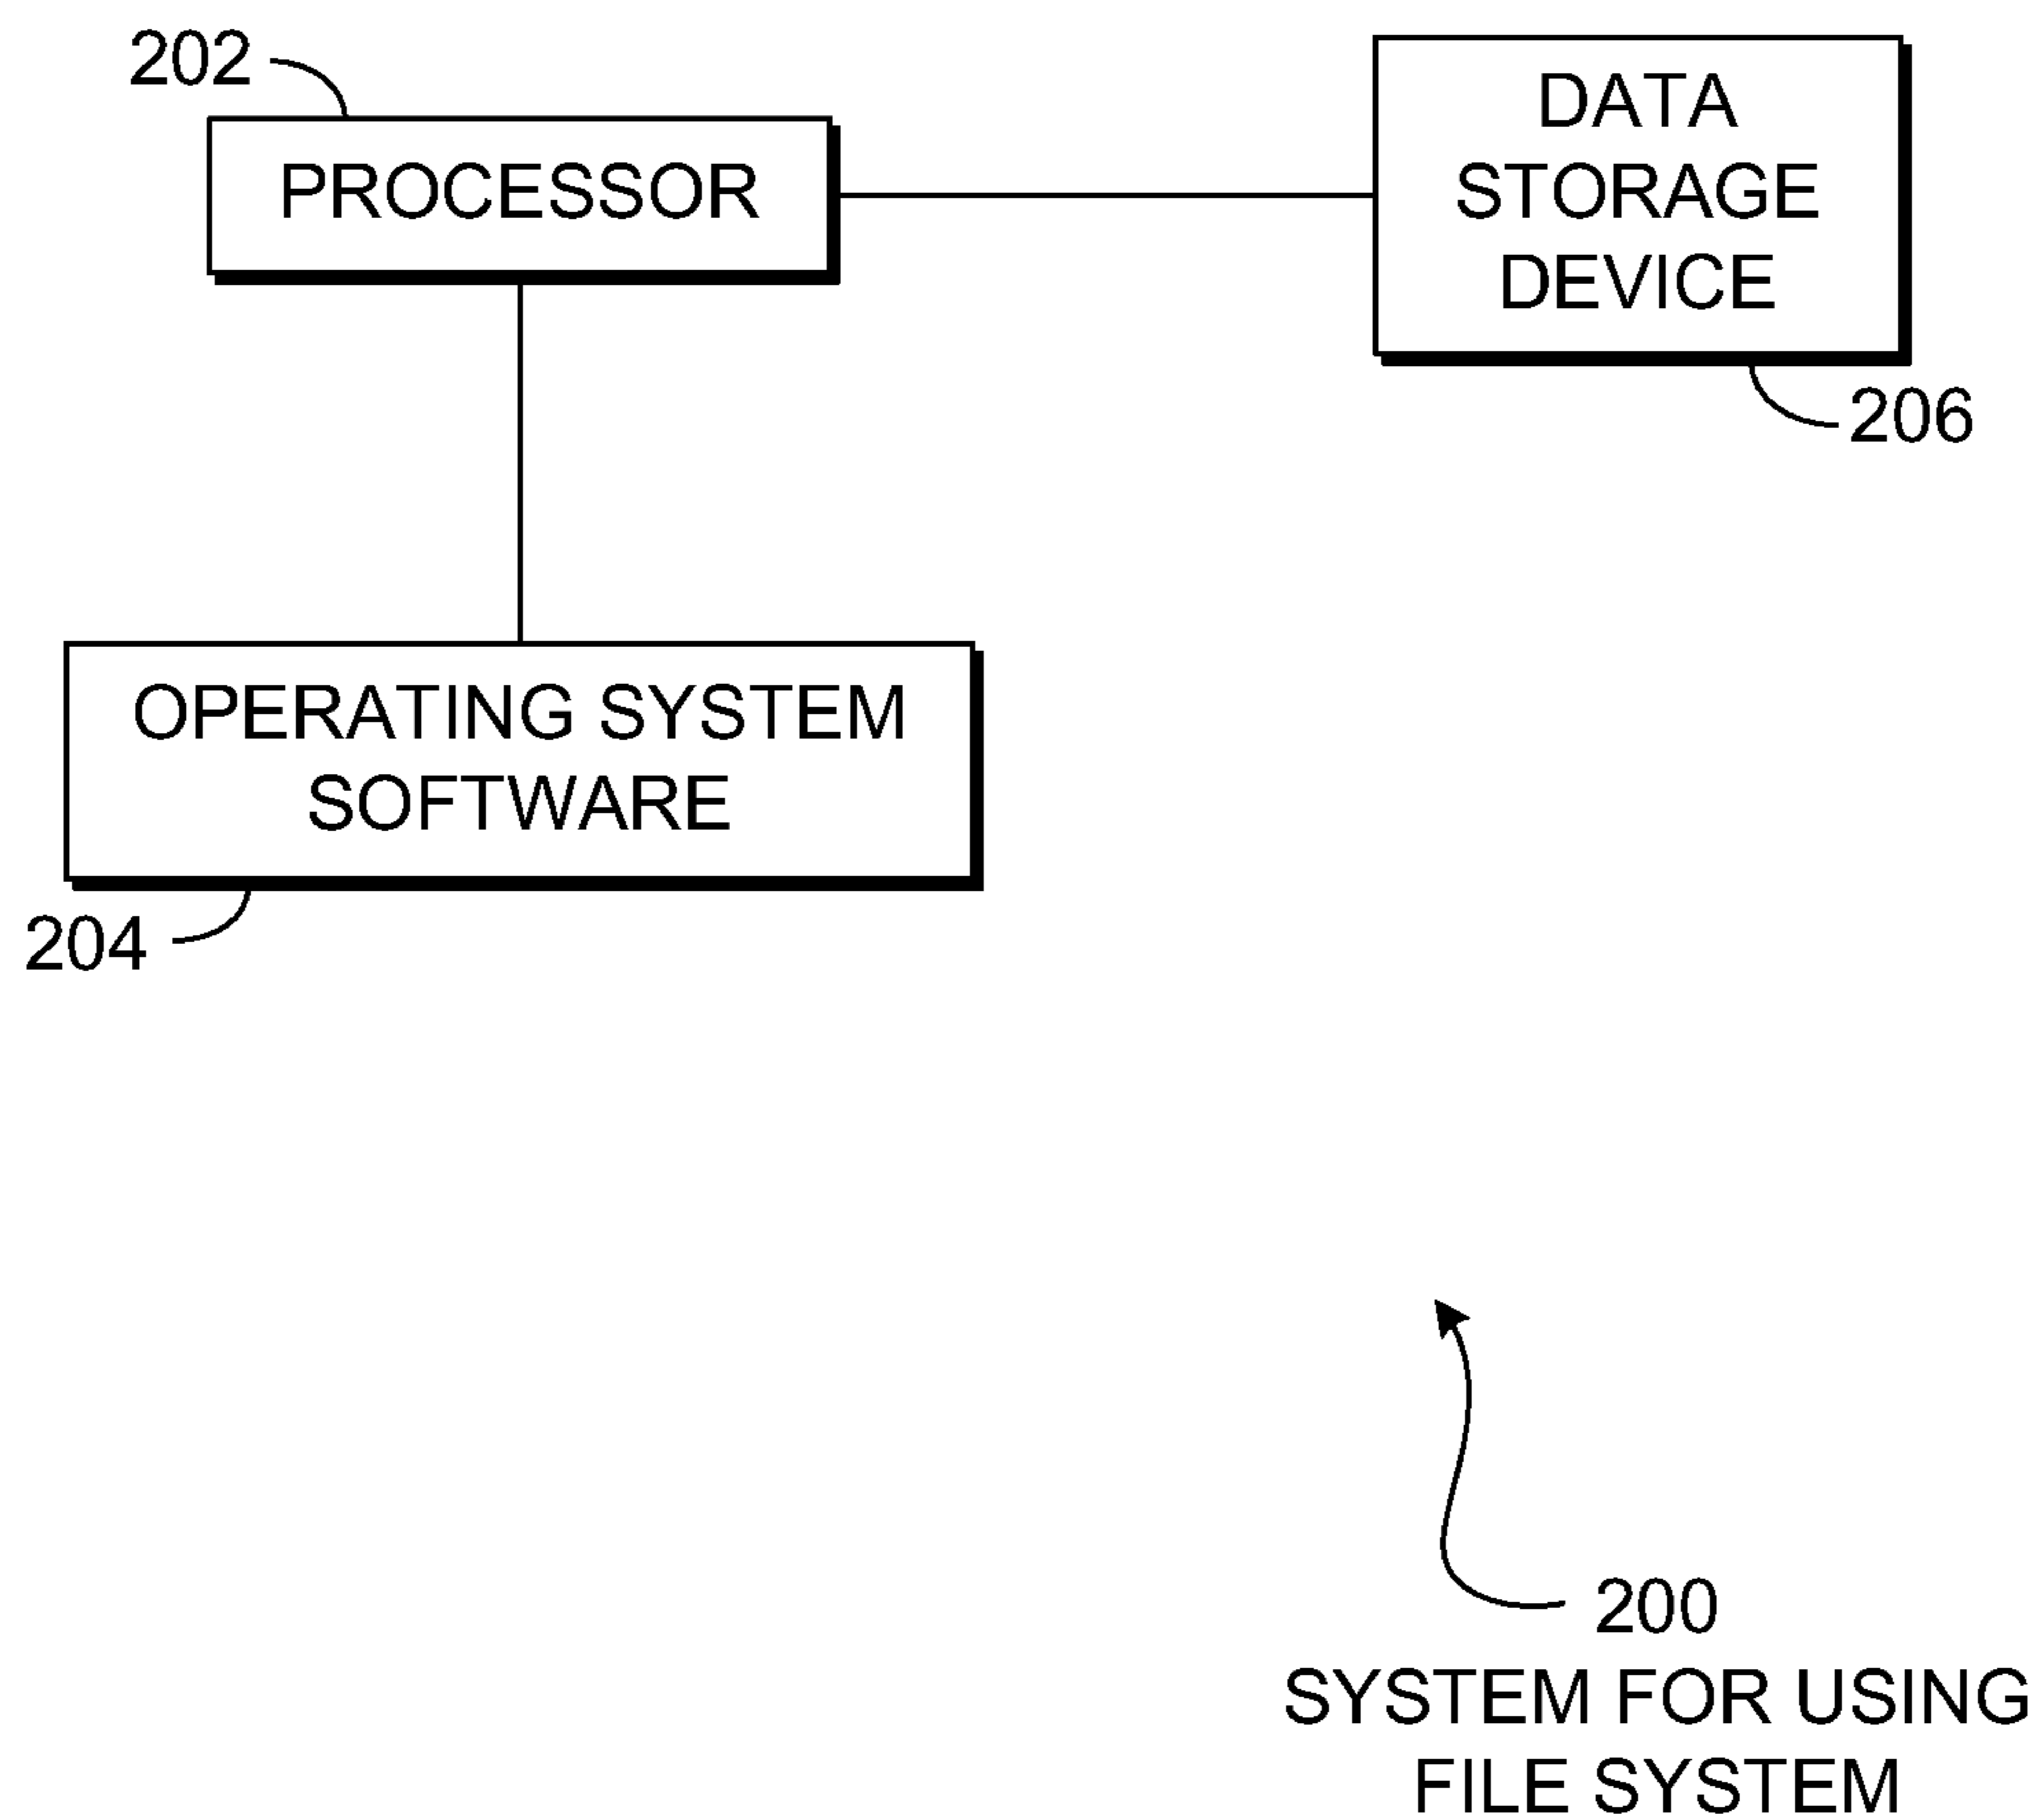 202
PROCESSOR
DATA
STORAGE
DEVICE
206
OPERATING SYSTEM
SOFTWARE
204
200
SYSTEM FOR USING
FILE SYSTEM